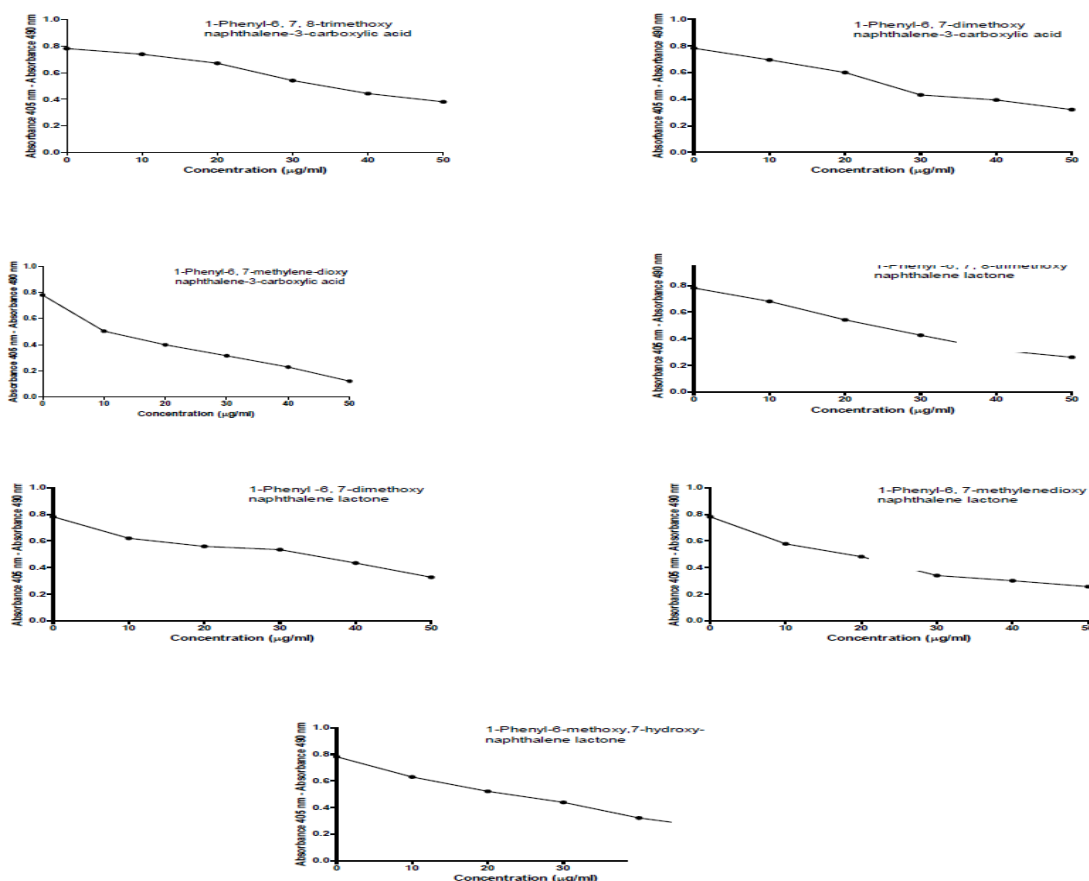 1-Phenyl-6, 7, 8-trimethoxy
naphthalene-3-carboxylic acid
Absorbance 405 nm - Absorbance 490 nm
1.0
0.8
0.6
0.4
0.2
0.0
0 10 20 30 40 50
Concentration (µg/ml)
1-Phenyl-6, 7-dimethoxy
naphthalene-3-carboxylic acid
Absorbance 405 nm - Absorbance 490 nm
1.0
0.8
0.6
0.4
0.2
0.0
0 10 20 30 40 50
Concentration (µg/ml)
1-Phenyl-6, 7-methylene-dioxy
naphthalene-3-carboxylic acid
Absorbance 405 nm - Absorbance 490 nm
1.0
0.8
0.6
0.4
0.2
0.0
0 10 20 30 40 50
Concentration (µg/ml)
1-Phenyl -6, 7, 8-trimethoxy
naphthalene lactone
Absorbance 405 nm - Absorbance 490 nm
0.8
0.6
0.4
0.2
0.0
0 10 20 30 40 50
Concentration (µg/ml)
1-Phenyl -6, 7-dimethoxy
naphthalene lactone
Absorbance 405 nm - Absorbance 490 nm
1.0
0.8
0.6
0.4
0.2
0.0
0 10 20 30 40 50
Concentration (µg/ml)
1-Phenyl-6, 7-methylenedioxy
naphthalene lactone
Absorbance 405 nm - Absorbance 490 nm
1.0
0.8
0.6
0.4
0.2
0.0
0 10 20 30 40 50
Concentration (µg/ml)
1-Phenyl-6-methoxy,7-hydroxy-
naphthalene lactone
Absorbance 405 nm - Absorbance 490 nm
1.0
0.8
0.6
0.4
0.2
0.0
0 10 20 30
Concentration (µg/ml)